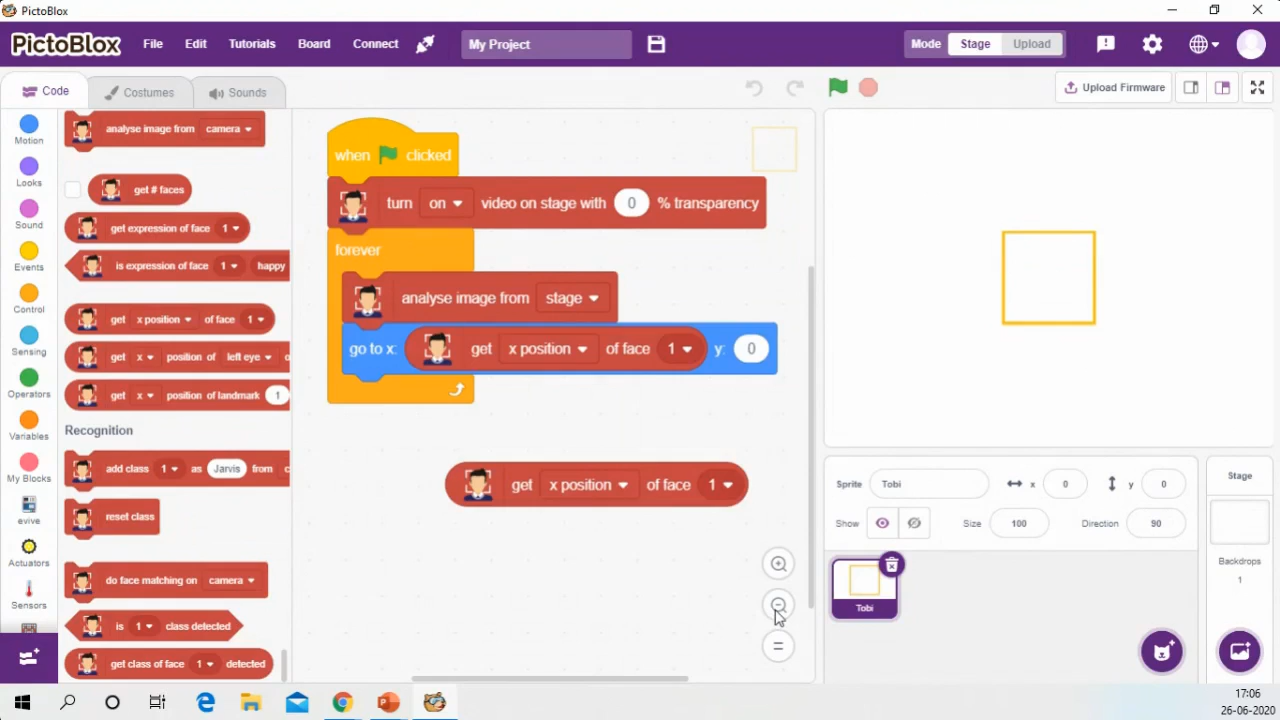 PictoBlox
PictoBlox File Edit Tutorials Board Connect My Project Mode Stage Upload
Code Costumes Sounds Upload Firmware
Motion
Looks
Sound
Events
Control
Sensing
Operators
Variables
My Blocks
evive
Actuators
Sensors
analyse image from camera
get # faces
get expression of face 1
is expression of face 1 happy
get x position of face 1
get x position of left eye o
get x position of landmark 1
Recognition
add class 1 as Jarvis from c
reset class
do face matching on camera
is 1 class detected
get class of face 1 detected
when clicked
turn on video on stage with 0 % transparency
forever
analyse image from stage
go to x: get x position of face 1 y: 0
get x position of face 1
Sprite Tobi x 0 y 0
Show Size 100 Direction 90
Tobi
Stage
Backdrops
1
17:06
26-06-2020